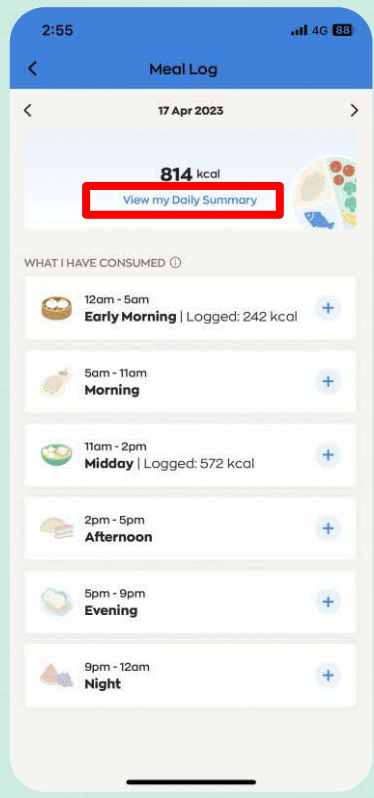 2:55 4G 88
Meal Log
17 Apr 2023
814 kcal
View my Daily Summary
WHAT I HAVE CONSUMED
12am - 5am
Early Morning | Logged: 242 kcal
5am - 11am
Morning
11am - 2pm
Midday | Logged: 572 kcal
2pm - 5pm
Afternoon
5pm - 9pm
Evening
9pm - 12am
Night